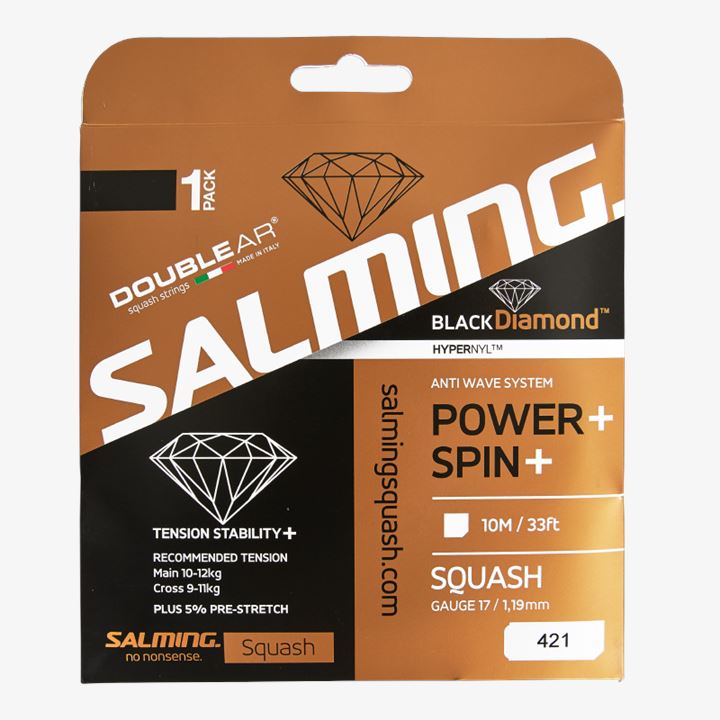 1 PACK
DOUBLE AR®
squash strings MADE IN ITALY
SALMING.
BLACKDiamond™
HYPERNYL™
ANTI WAVE SYSTEM
POWER+
SPIN+
10M / 33ft
SQUASH
GAUGE 17 / 1,19mm
421
salmingsquash.com
TENSION STABILITY+
RECOMMENDED TENSION
Main 10-12kg
Cross 9-11kg
PLUS 5% PRE-STRETCH
SALMING.
no nonsense.
Squash